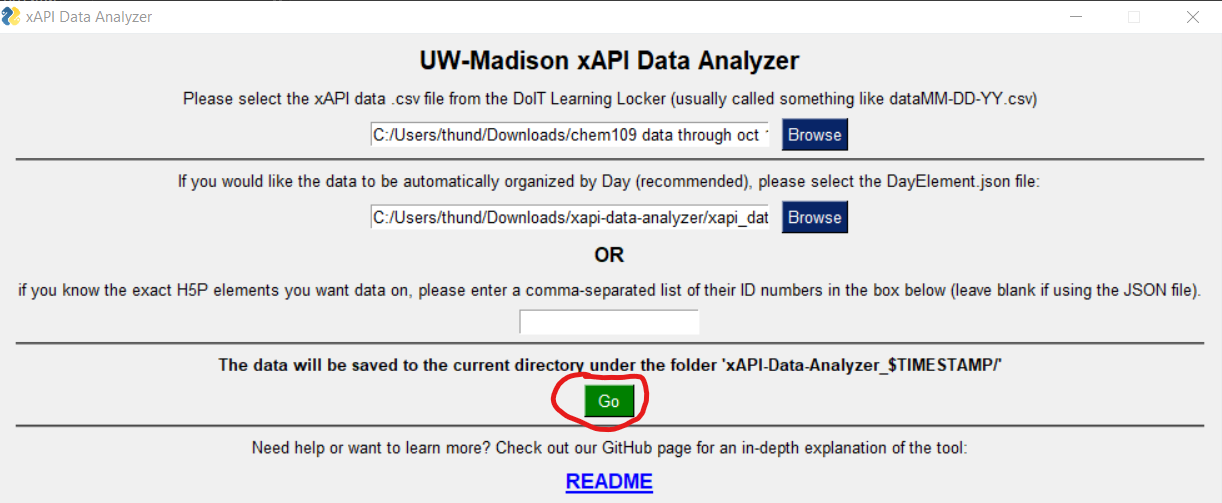 xAPI Data Analyzer
UW-Madison xAPI Data Analyzer
Please select the xAPI data .csv file from the DoIT Learning Locker (usually called something like dataMM-DD-YY.csv)
C:/Users/thund/Downloads/chem109 data through oct Browse
If you would like the data to be automatically organized by Day (recommended), please select the DayElement.json file:
C:/Users/thund/Downloads/xapi-data-analyzer/xapi_dat Browse
OR
if you know the exact H5P elements you want data on, please enter a comma-separated list of their ID numbers in the box below (leave blank if using the JSON file).
The data will be saved to the current directory under the folder 'xAPI-Data-Analyzer_$TIMESTAMP/'
Go
Need help or want to learn more? Check out our GitHub page for an in-depth explanation of the tool:
README